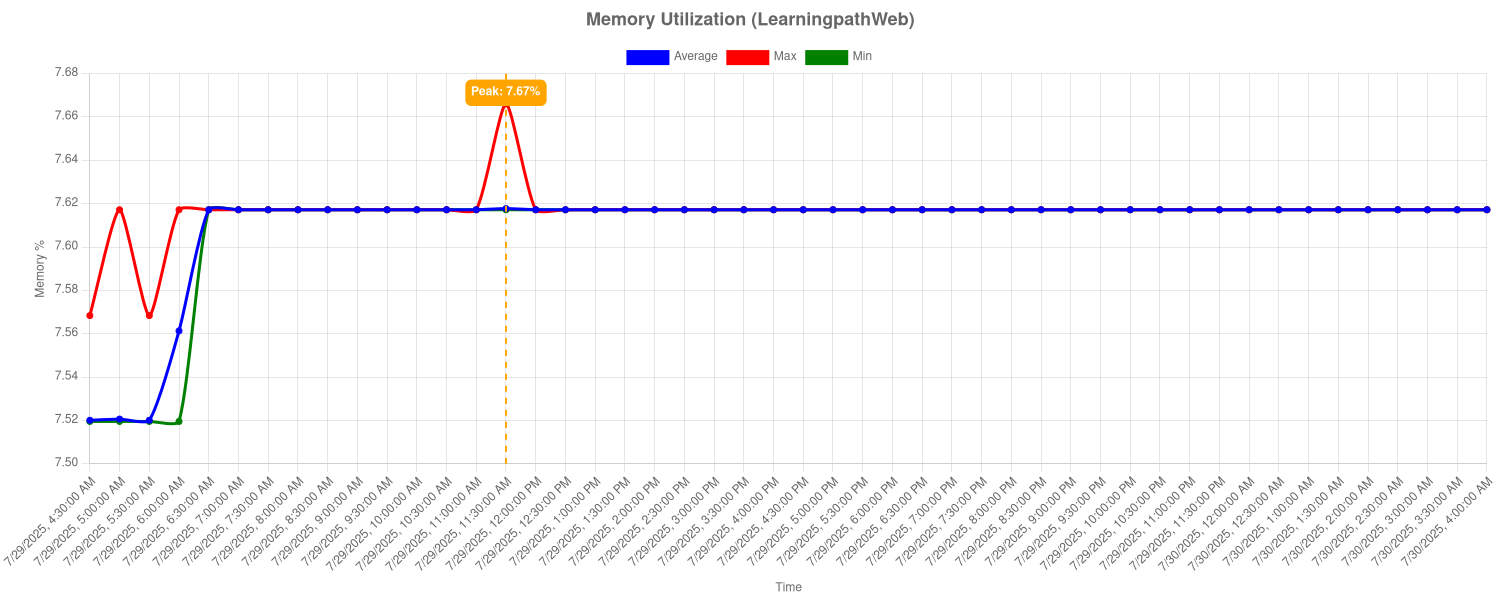 Memory Utilization (LearningpathWeb)
Average Max Min
Peak: 7.67%
7.68
7.66
7.64
7.62
7.60
7.58
7.56
7.54
7.52
7.50
Memory %
7/29/2025, 4:30:00 AM
7/29/2025, 5:00:00 AM
7/29/2025, 5:30:00 AM
7/29/2025, 6:00:00 AM
7/29/2025, 6:30:00 AM
7/29/2025, 7:00:00 AM
7/29/2025, 7:30:00 AM
7/29/2025, 8:00:00 AM
7/29/2025, 8:30:00 AM
7/29/2025, 9:00:00 AM
7/29/2025, 9:30:00 AM
7/29/2025, 10:00:00 AM
7/29/2025, 10:30:00 AM
7/29/2025, 11:00:00 AM
7/29/2025, 11:30:00 AM
7/29/2025, 12:00:00 PM
7/29/2025, 12:30:00 PM
7/29/2025, 1:00:00 PM
7/29/2025, 1:30:00 PM
7/29/2025, 2:00:00 PM
7/29/2025, 2:30:00 PM
7/29/2025, 3:00:00 PM
7/29/2025, 3:30:00 PM
7/29/2025, 4:00:00 PM
7/29/2025, 4:30:00 PM
7/29/2025, 5:00:00 PM
7/29/2025, 5:30:00 PM
7/29/2025, 6:00:00 PM
7/29/2025, 6:30:00 PM
7/29/2025, 7:00:00 PM
7/29/2025, 7:30:00 PM
7/29/2025, 8:00:00 PM
7/29/2025, 8:30:00 PM
7/29/2025, 9:00:00 PM
7/29/2025, 9:30:00 PM
7/29/2025, 10:00:00 PM
7/29/2025, 10:30:00 PM
7/29/2025, 11:00:00 PM
7/29/2025, 11:30:00 PM
7/30/2025, 12:00:00 AM
7/30/2025, 12:30:00 AM
7/30/2025, 1:00:00 AM
7/30/2025, 1:30:00 AM
7/30/2025, 2:00:00 AM
7/30/2025, 2:30:00 AM
7/30/2025, 3:00:00 AM
7/30/2025, 3:30:00 AM
7/30/2025, 4:00:00 AM
Time